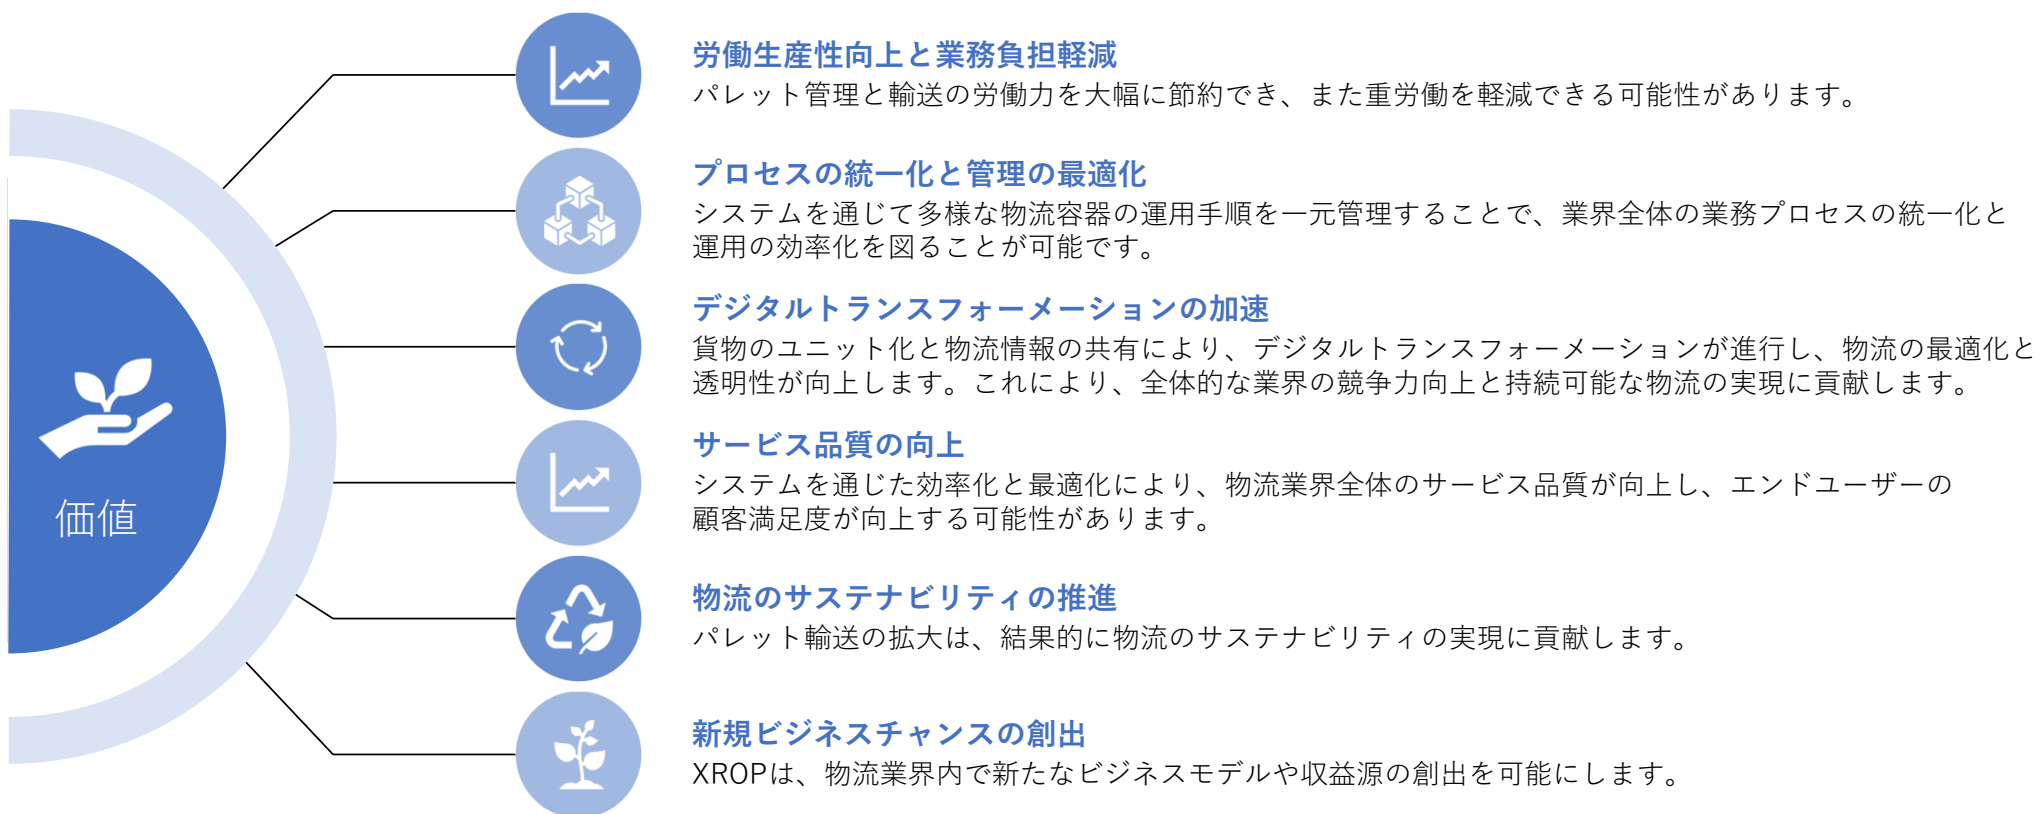 価値
労働生産性向上と業務負担軽減
パレット管理と輸送の労働力を大幅に節約でき、また重労働を軽減できる可能性があります。
プロセスの統一化と管理の最適化
システムを通じて多様な物流容器の運用手順を一元管理することで、業界全体の業務プロセスの統一化と
運用の効率化を図ることが可能です。
デジタルトランスフォーメーションの加速
貨物のユニット化と物流情報の共有により、デジタルトランスフォーメーションが進行し、物流の最適化と
透明性が向上します。これにより、全体的な業界の競争力向上と持続可能な物流の実現に貢献します。
サービス品質の向上
システムを通じた効率化と最適化により、物流業界全体のサービス品質が向上し、エンドユーザーの
顧客満足度が向上する可能性があります。
物流のサステナビリティの推進
パレット輸送の拡大は、結果的に物流のサステナビリティの実現に貢献します。
新規ビジネスチャンスの創出
XROPは、物流業界内で新たなビジネスモデルや収益源の創出を可能にします。